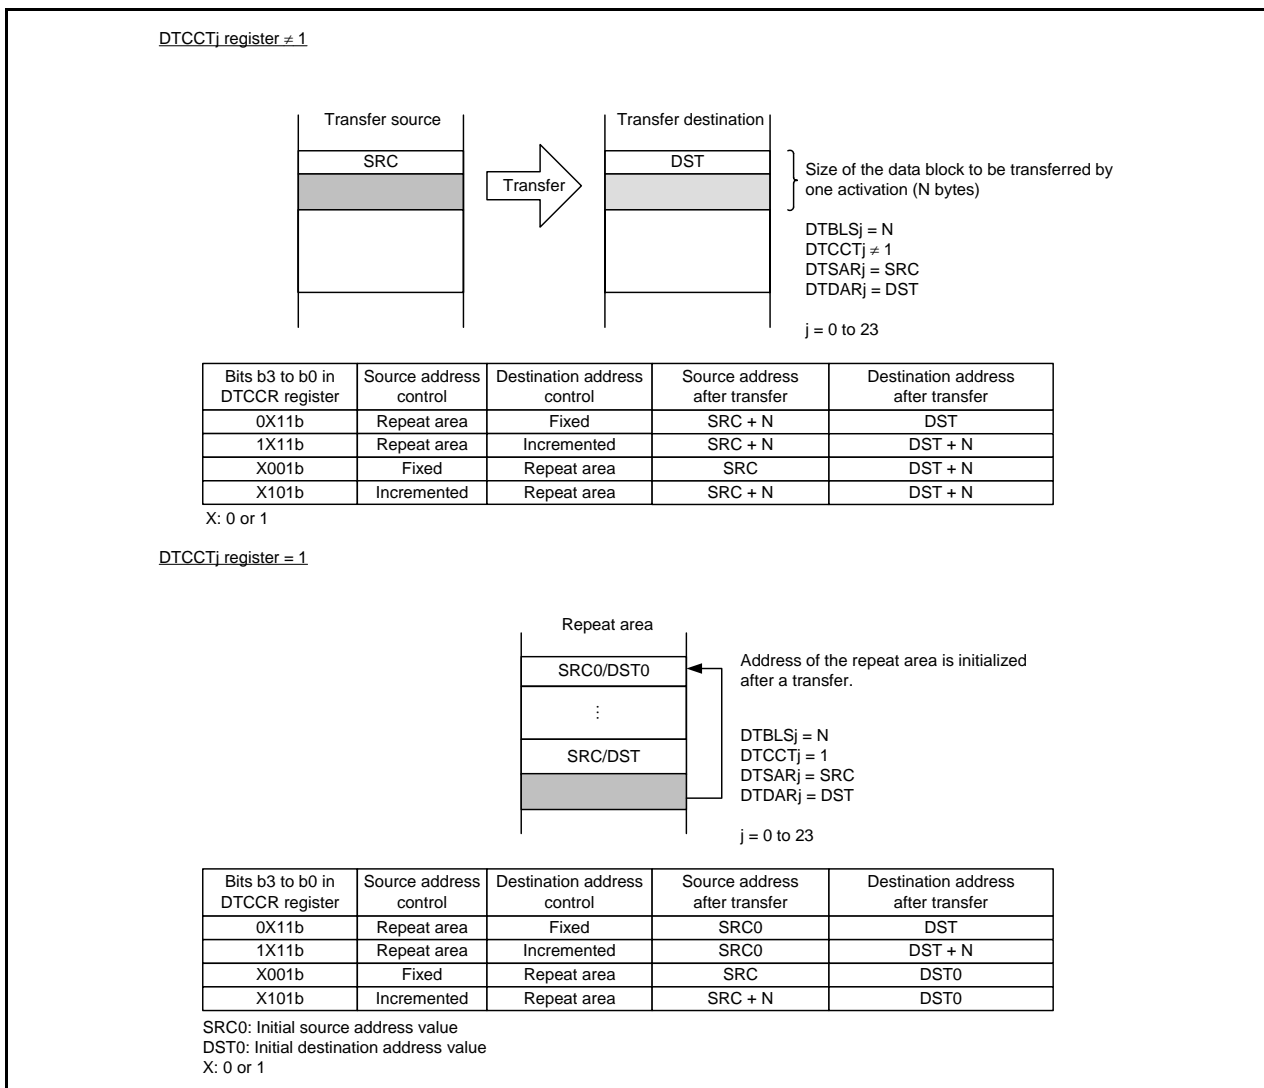 DTCCTj register ≠ 1
Transfer source
Transfer destination
SRC
DST
Transfer
Size of the data block to be transferred by
one activation (N bytes)
DTBLSj = N
DTCCTj ≠ 1
DTSARj = SRC
DTDARj = DST
j = 0 to 23
Bits b3 to b0 in DTCCR register | Source address control | Destination address control | Source address after transfer | Destination address after transfer
0X11b | Repeat area | Fixed | SRC + N | DST
1X11b | Repeat area | Incremented | SRC + N | DST + N
X001b | Fixed | Repeat area | SRC | DST + N
X101b | Incremented | Repeat area | SRC + N | DST + N
X: 0 or 1
DTCCTj register = 1
Repeat area
SRC0/DST0
⋮
SRC/DST
Address of the repeat area is initialized
after a transfer.
DTBLSj = N
DTCCTj = 1
DTSARj = SRC
DTDARj = DST
j = 0 to 23
Bits b3 to b0 in DTCCR register | Source address control | Destination address control | Source address after transfer | Destination address after transfer
0X11b | Repeat area | Fixed | SRC0 | DST
1X11b | Repeat area | Incremented | SRC0 | DST + N
X001b | Fixed | Repeat area | SRC | DST0
X101b | Incremented | Repeat area | SRC + N | DST0
SRC0: Initial source address value
DST0: Initial destination address value
X: 0 or 1